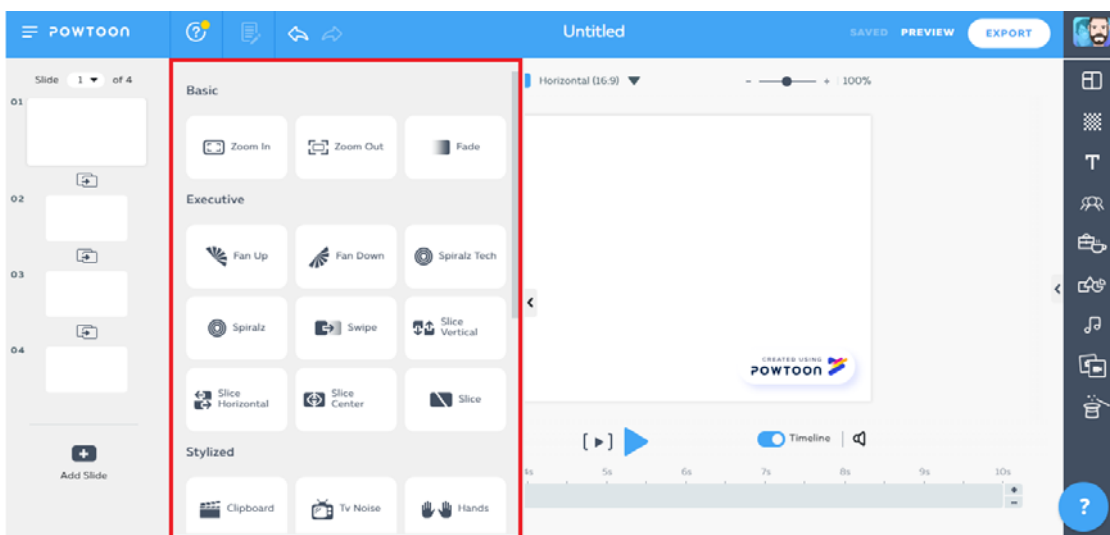 POWTOON
Untitled
SAVED PREVIEW EXPORT
Slide 1 of 4
01
02
03
04
Add Slide
Basic
Zoom In
Zoom Out
Fade
Executive
Fan Up
Fan Down
Spiralz Tech
Spiralz
Swipe
Slice
Vertical
Slice
Horizontal
Slice
Center
Slice
Stylized
Clipboard
Tv Noise
Hands
Horizontal (16:9)
- + 100%
CREATED USING
POWTOON
Timeline
4s 5s 6s 7s 8s 9s 10s
+
-
?